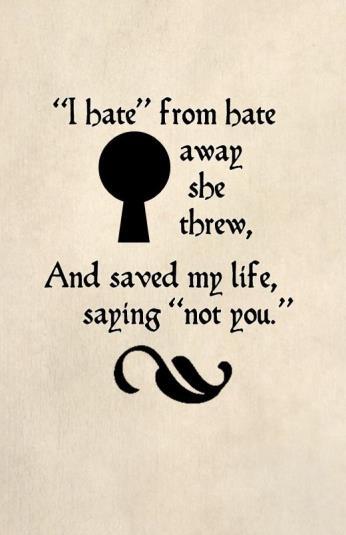 “I hate” from hate
away
she
threw,
And saved my life,
saying “not you.”